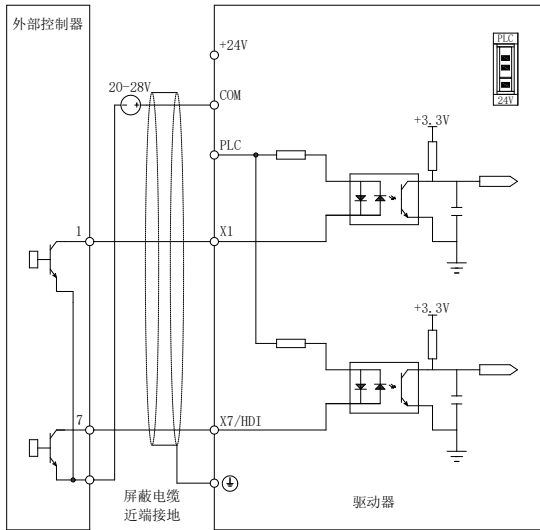 外部控制器
+24V
PLC
24V
20-28V
COM
- +
+3.3V
PLC
1
X1
+3.3V
7
X7/HDI
屏蔽电缆
近端接地
驱动器